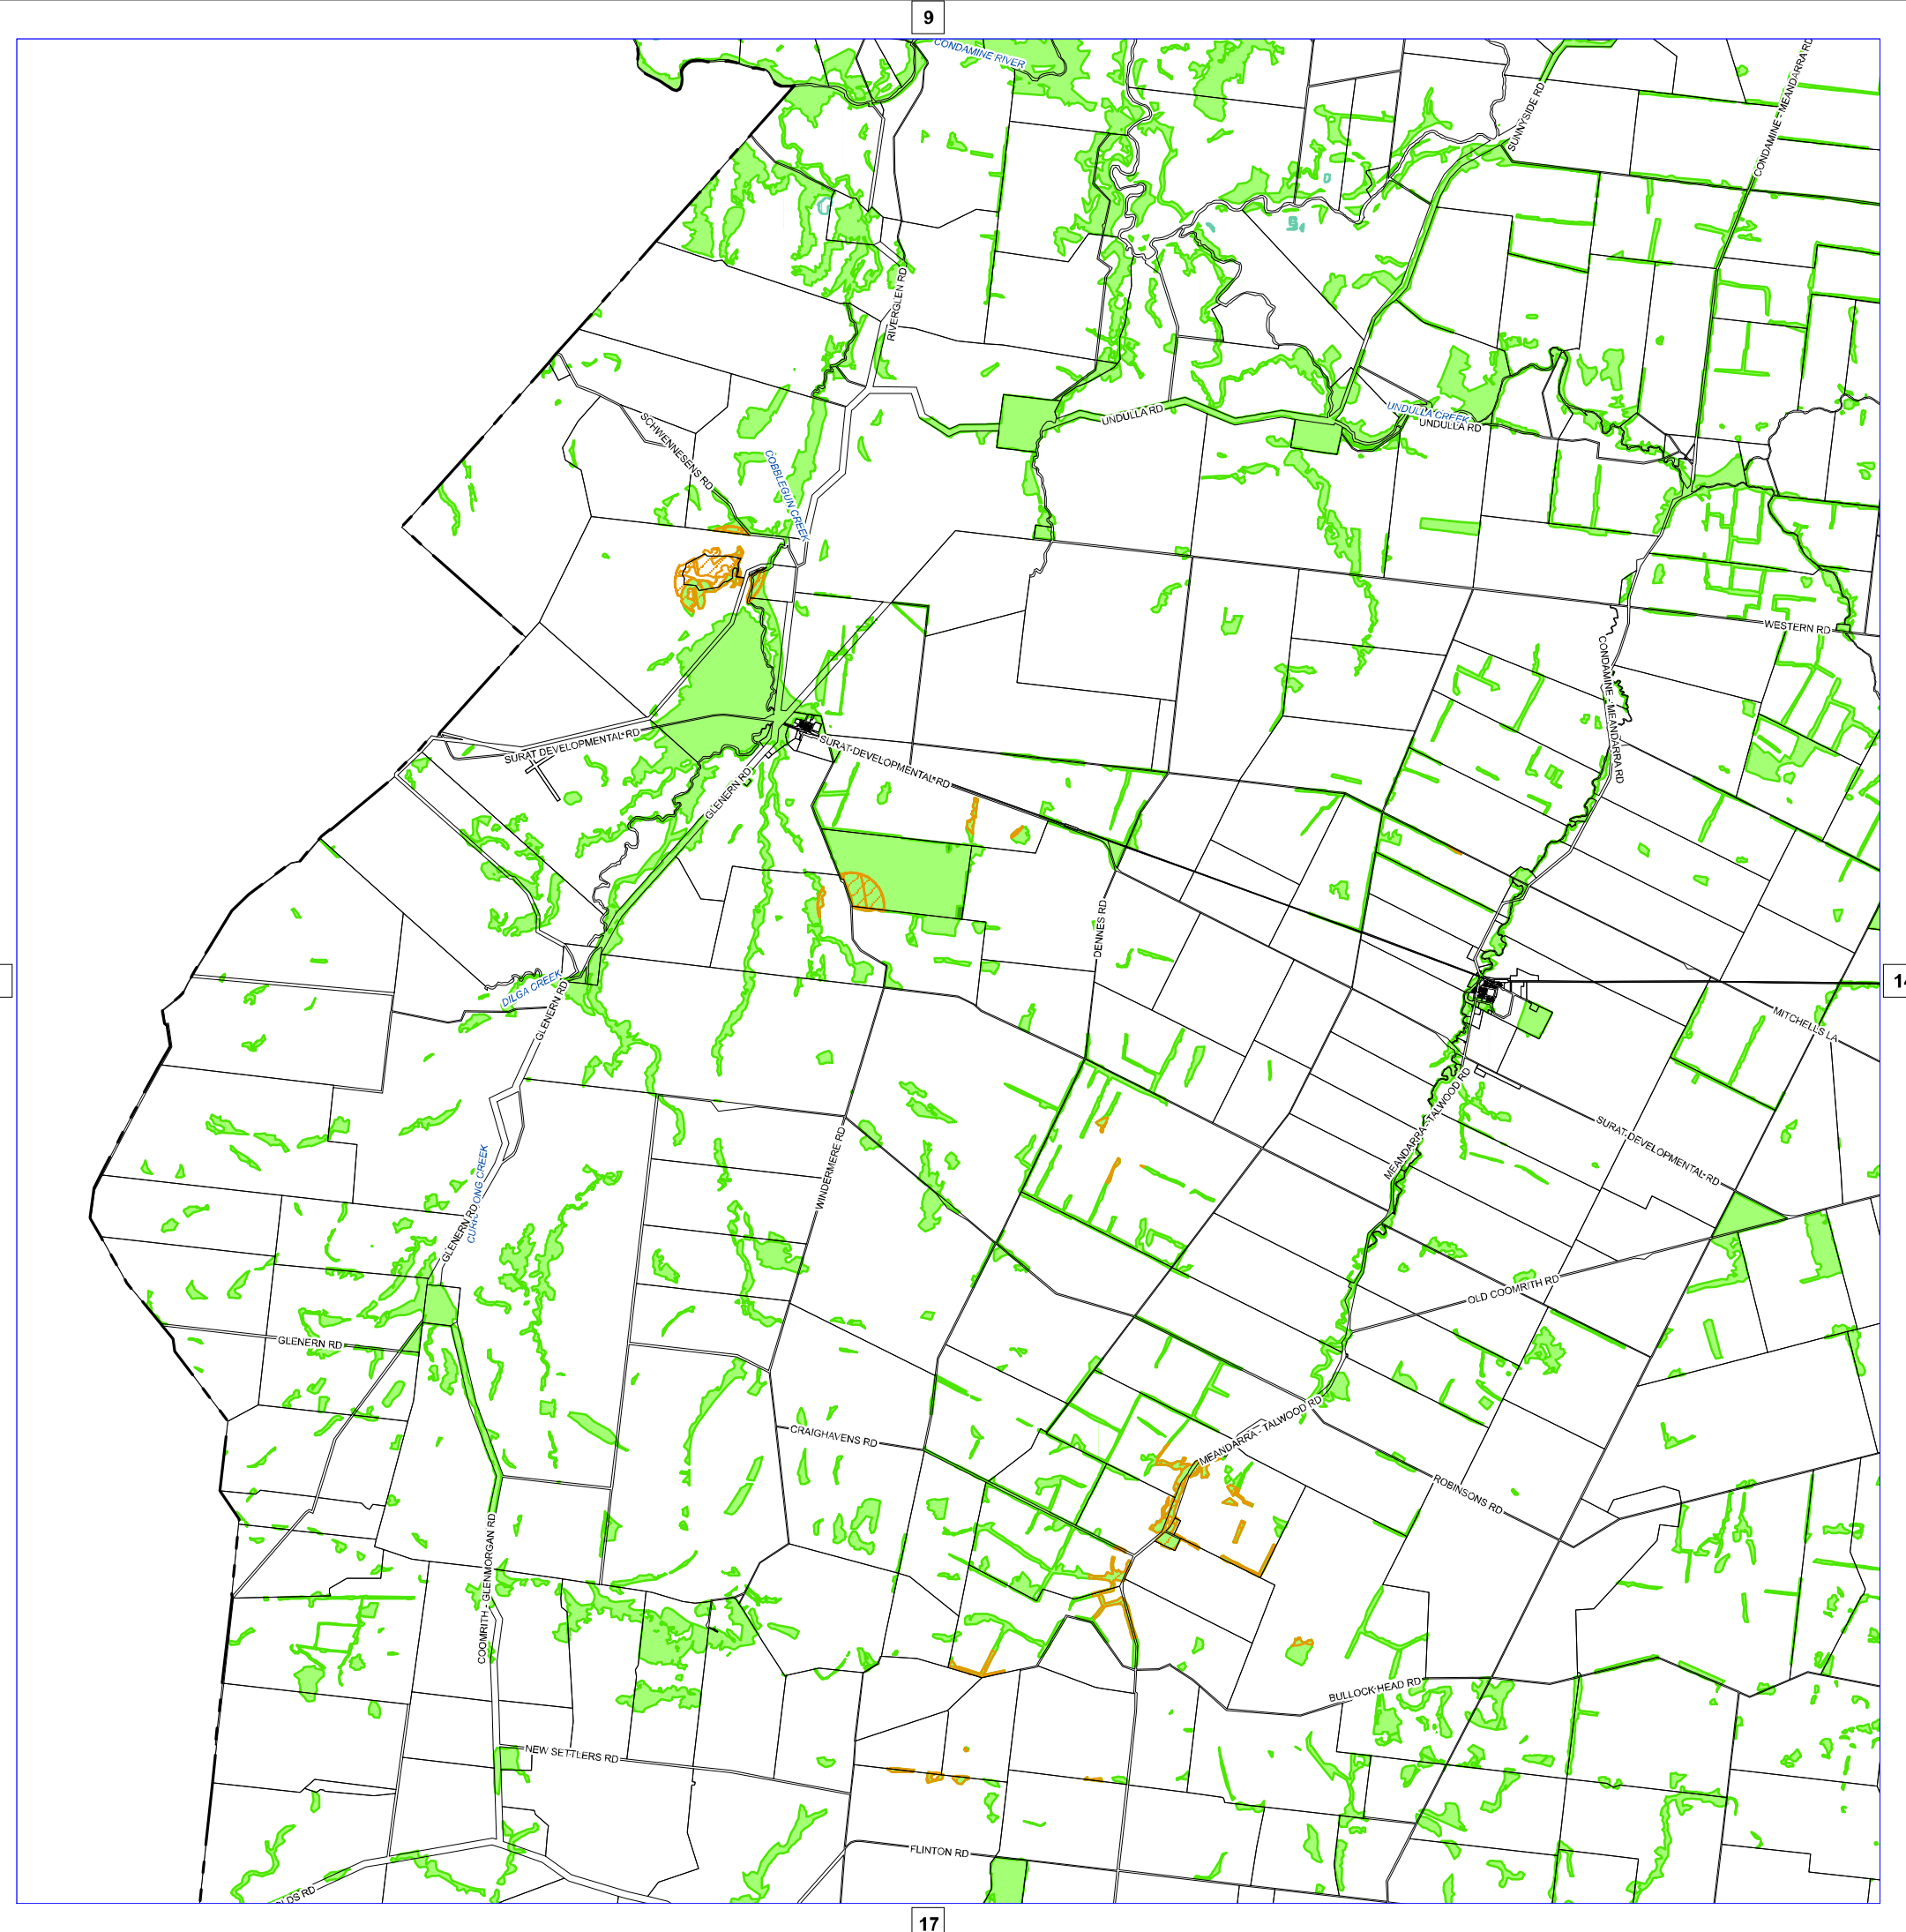 9
CONDAMINE RIVER
SUNNYSIDE RD
CONDAMINE - MEANDARRA RD
RIVERGLEN RD
UNDULLA RD
UNDULLA CREEK
UNDULLA RD
SCHWENNESENS RD
COBBLEGUN CREEK
WESTERN RD
CONDAMINE - MEANDARRA RD
SURAT DEVELOPMENTAL RD
SURAT DEVELOPMENTAL RD
GLENERN RD
DENNES RD
DILGA CREEK
GLENERN RD
14
MITCHELLS LA
MEANDARRA - TALWOOD RD
SURAT DEVELOPMENTAL RD
WINDERMERE RD
GLENERN RD
OLD COOMRITH RD
GLENERN RD
CRAIGHAVENS RD
MEANDARRA - TALWOOD RD
ROBINSONS RD
COOMRITH - GLENMORGAN RD
BULLOCK HEAD RD
NEW SETTLERS RD
FLINTON RD
17